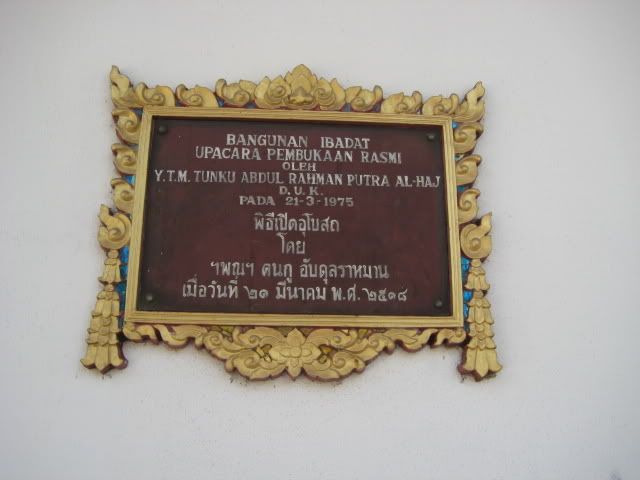 BANGUNAN IBADAT
UPACARA PEMBUKAAN RASMI
OLEH
Y.T.M. TUNKU ABDUL RAHMAN PUTRA AL-HAJ
D.U.K.
PADA 21-3-1975
พิธีเปิดอุโบสถ
โดย
ฯพณฯ ตนกู อับดุลราหมาน
เมื่อวันที่ ๒๑ มีนาคม พ.ศ. ๒๕๑๘